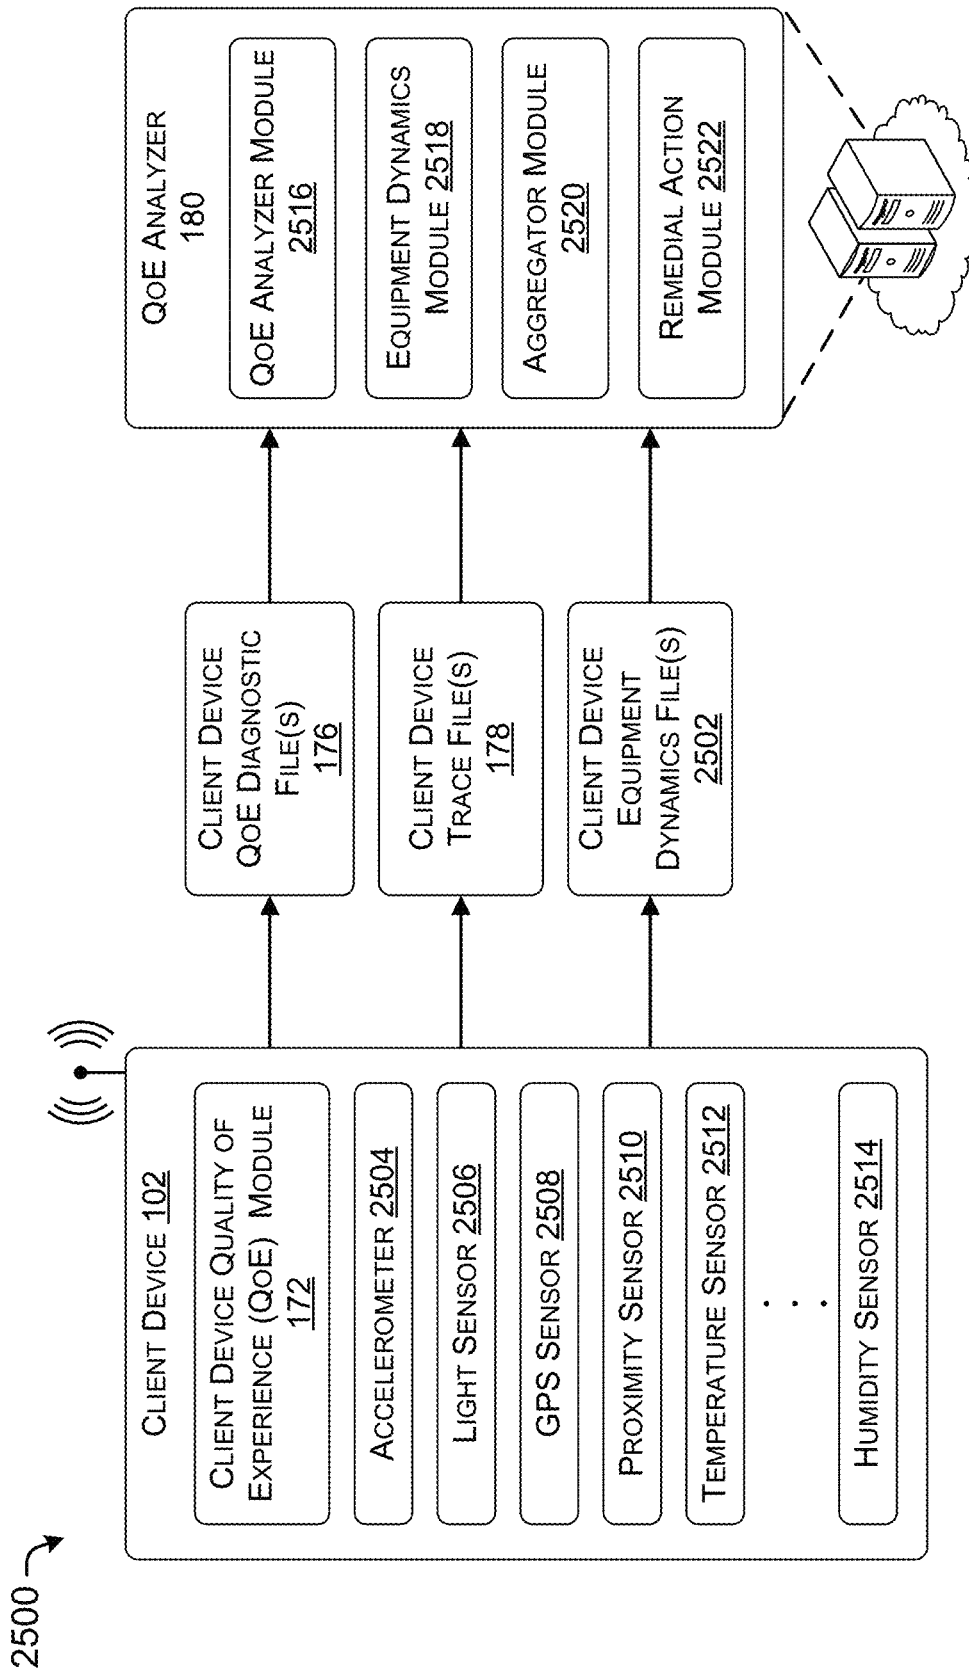 2500
CLIENT DEVICE 102
CLIENT DEVICE QUALITY OF
EXPERIENCE (QOE) MODULE
172
ACCELEROMETER 2504
LIGHT SENSOR 2506
GPS SENSOR 2508
PROXIMITY SENSOR 2510
TEMPERATURE SENSOR 2512
. . . .
HUMIDITY SENSOR 2514
CLIENT DEVICE
QOE DIAGNOSTIC
FILE(S)
176
CLIENT DEVICE
TRACE FILE(S)
178
CLIENT DEVICE
EQUIPMENT
DYNAMICS FILE(S)
2502
QOE ANALYZER
180
QOE ANALYZER MODULE
2516
EQUIPMENT DYNAMICS
MODULE 2518
AGGREGATOR MODULE
2520
REMEDIAL ACTION
MODULE 2522